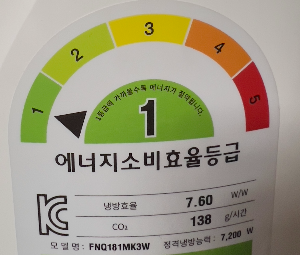 1 2 3 4 5
1등급에 가까울수록 에너지가 절약됩니다.
1
에너지소비효율등급
냉방효율 7.60 W/W
CO₂ 138 g/시간
모 델 명 : FNQ181MK3W 정격냉방능력 : 7,200 W